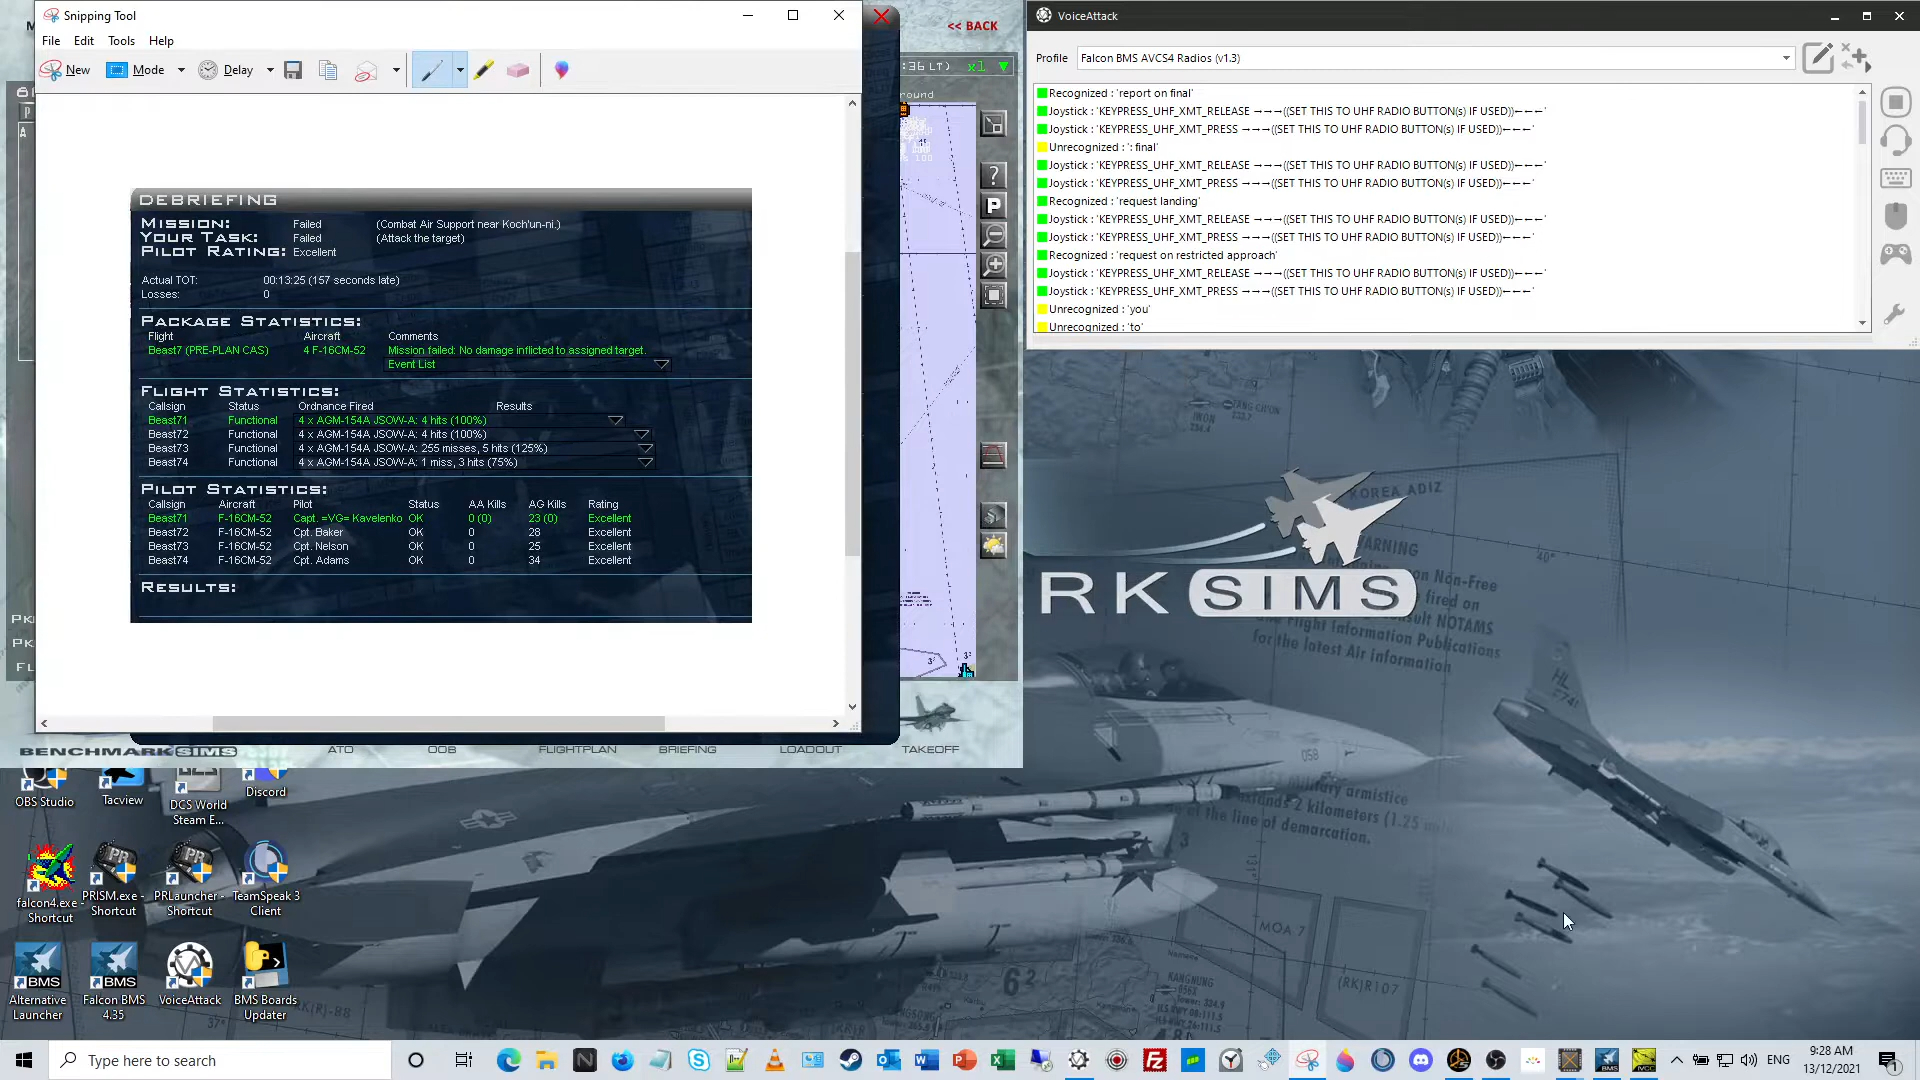 Snipping Tool
File Edit Tools Help
New Mode Delay
<< BACK
:36 LT) x1
round
DEBRIEFING
MISSION: Failed (Combat Air Support near Koch'un-ni.)
YOUR TASK: Failed (Attack the target)
PILOT RATING: Excellent
Actual TOT: 00:13:25 (157 seconds late)
Losses: 0
PACKAGE STATISTICS:
Flight Aircraft Comments
Beast7 (PRE-PLAN CAS) 4 F-16CM-52 Mission failed: No damage inflicted to assigned target.
Event List
FLIGHT STATISTICS:
Callsign Status Ordnance Fired Results
Beast71 Functional 4 x AGM-154A JSOW-A: 4 hits (100%)
Beast72 Functional 4 x AGM-154A JSOW-A: 4 hits (100%)
Beast73 Functional 4 x AGM-154A JSOW-A: 255 misses, 5 hits (125%)
Beast74 Functional 4 x AGM-154A JSOW-A: 1 miss, 3 hits (75%)
PILOT STATISTICS:
Callsign Aircraft Pilot Status AA Kills AG Kills Rating
Beast71 F-16CM-52 Capt. =VG= Kavelenko OK 0 (0) 23 (0) Excellent
Beast72 F-16CM-52 Cpt. Baker OK 0 28 Excellent
Beast73 F-16CM-52 Cpt. Nelson OK 0 25 Excellent
Beast74 F-16CM-52 Cpt. Adams OK 0 34 Excellent
RESULTS:
BENCHMARKSIMS ATO OOB FLIGHTPLAN BRIEFING LOADOUT TAKEOFF
VoiceAttack
Profile Falcon BMS AVCS4 Radios (v1.3)
Recognized : 'report on final'
Joystick : 'KEYPRESS_UHF_XMT_RELEASE →→→((SET THIS TO UHF RADIO BUTTON(s) IF USED))←←←'
Joystick : 'KEYPRESS_UHF_XMT_PRESS →→→((SET THIS TO UHF RADIO BUTTON(s) IF USED))←←←'
Unrecognized : ': final'
Joystick : 'KEYPRESS_UHF_XMT_RELEASE →→→((SET THIS TO UHF RADIO BUTTON(s) IF USED))←←←'
Joystick : 'KEYPRESS_UHF_XMT_PRESS →→→((SET THIS TO UHF RADIO BUTTON(s) IF USED))←←←'
Recognized : 'request landing'
Joystick : 'KEYPRESS_UHF_XMT_RELEASE →→→((SET THIS TO UHF RADIO BUTTON(s) IF USED))←←←'
Joystick : 'KEYPRESS_UHF_XMT_PRESS →→→((SET THIS TO UHF RADIO BUTTON(s) IF USED))←←←'
Recognized : 'request on restricted approach'
Joystick : 'KEYPRESS_UHF_XMT_RELEASE →→→((SET THIS TO UHF RADIO BUTTON(s) IF USED))←←←'
Joystick : 'KEYPRESS_UHF_XMT_PRESS →→→((SET THIS TO UHF RADIO BUTTON(s) IF USED))←←←'
Unrecognized : 'you'
Unrecognized : 'to'
KOREA ADIZ
RK SIMS
OBS Studio
Tacview
DCS World Steam E...
Discord
falcon4.exe - Shortcut
PRISM.exe - Shortcut
PRLauncher - Shortcut
TeamSpeak 3 Client
Alternative Launcher
Falcon BMS 4.35
VoiceAttack
BMS Boards Updater
MOA 7
(RK)R107
Type here to search
ENG
9:28 AM
13/12/2021